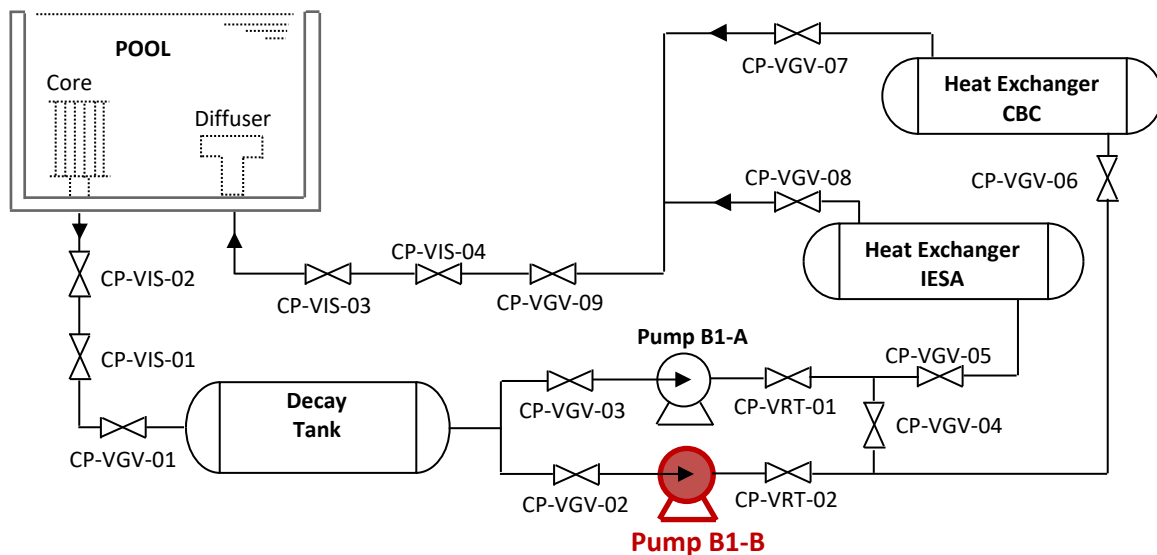 POOL
Core
Diffuser
CP-VGV-07
Heat Exchanger
CBC
CP-VGV-06
CP-VGV-08
Heat Exchanger
IESA
CP-VIS-02
CP-VIS-04
CP-VIS-03
CP-VGV-09
CP-VIS-01
Pump B1-A
CP-VGV-05
Decay
Tank
CP-VGV-03
CP-VRT-01
CP-VGV-04
CP-VGV-01
CP-VGV-02
CP-VRT-02
Pump B1-B